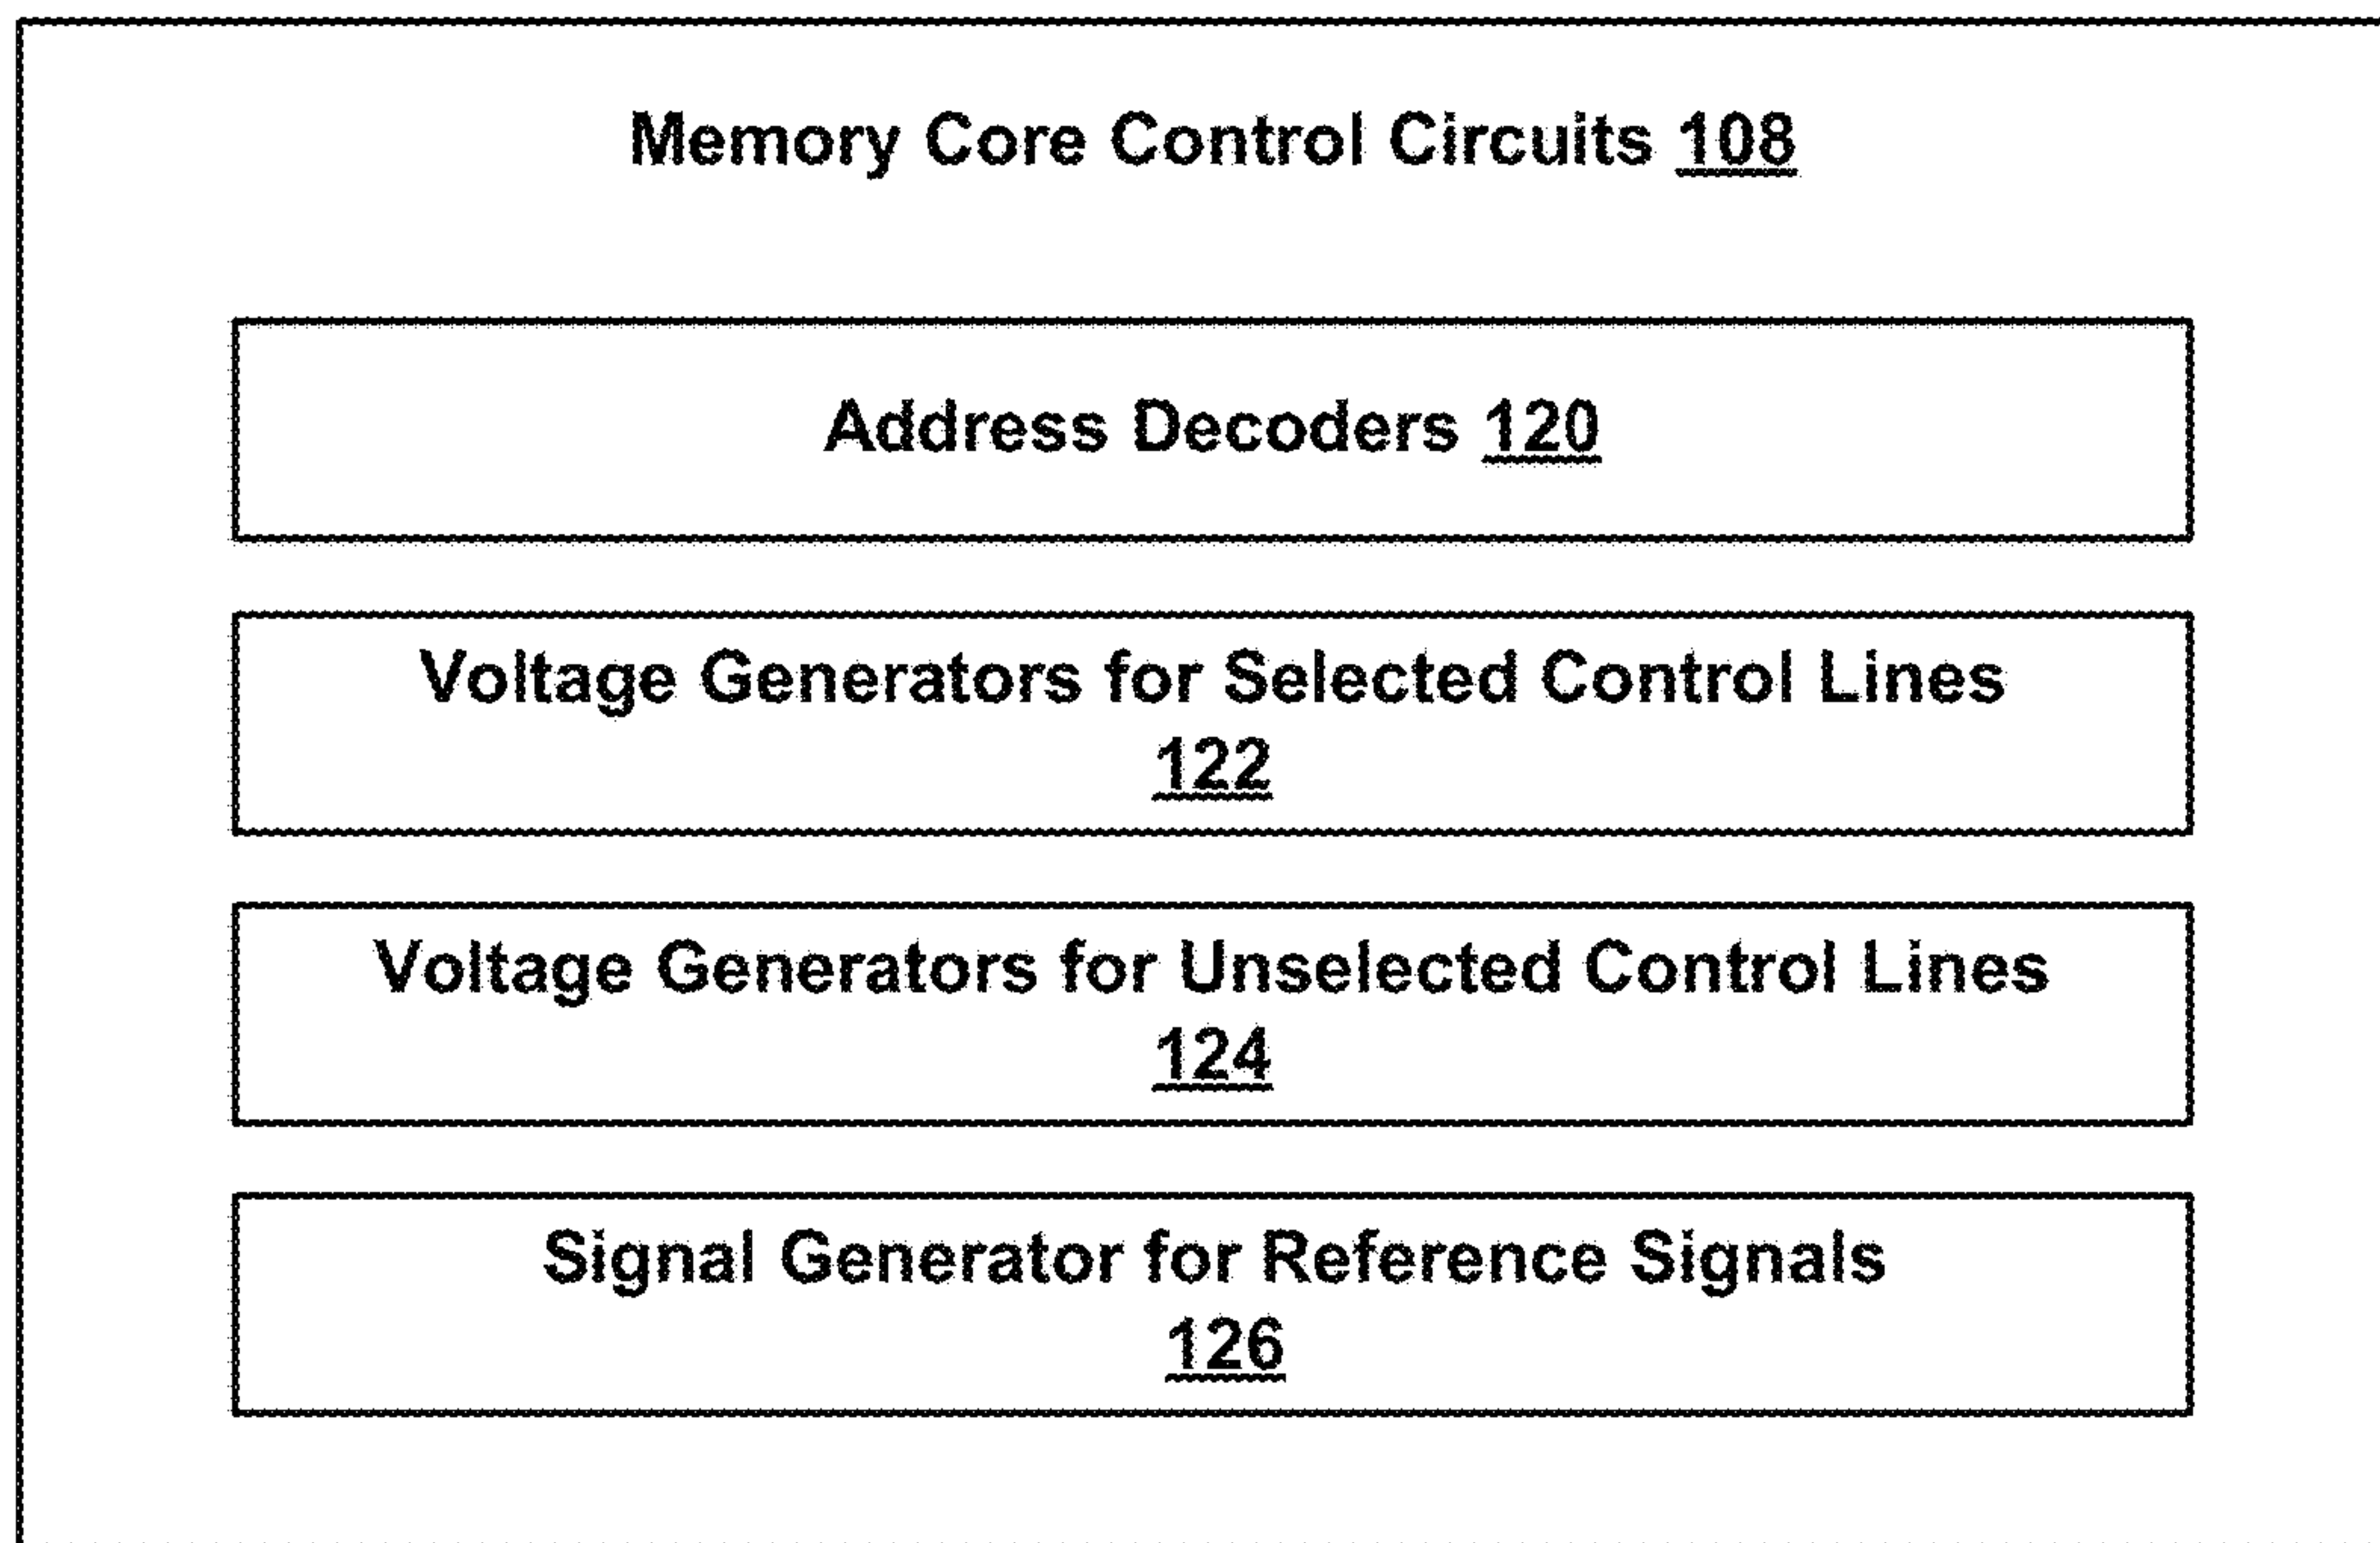 Memory Core Control Circuits 108
Address Decoders 120
Voltage Generators for Selected Control Lines
122
Voltage Generators for Unselected Control Lines
124
Signal Generator for Reference Signals
126